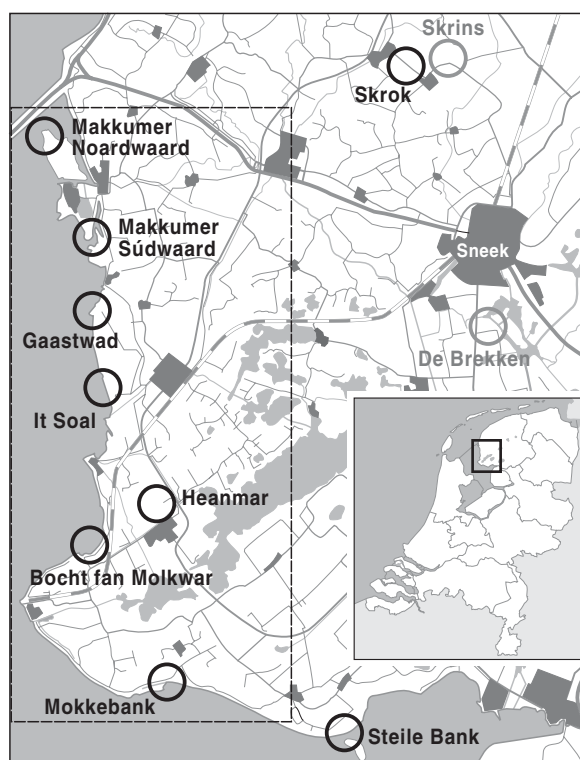 Skrins
Skrok
Makkumer
Noardwaard
Makkumer
Súdwaard
Sneek
Gaastwad
De Brekken
It Soal
Heanmar
Bocht fan Molkwar
Mokkebank
Steile Bank